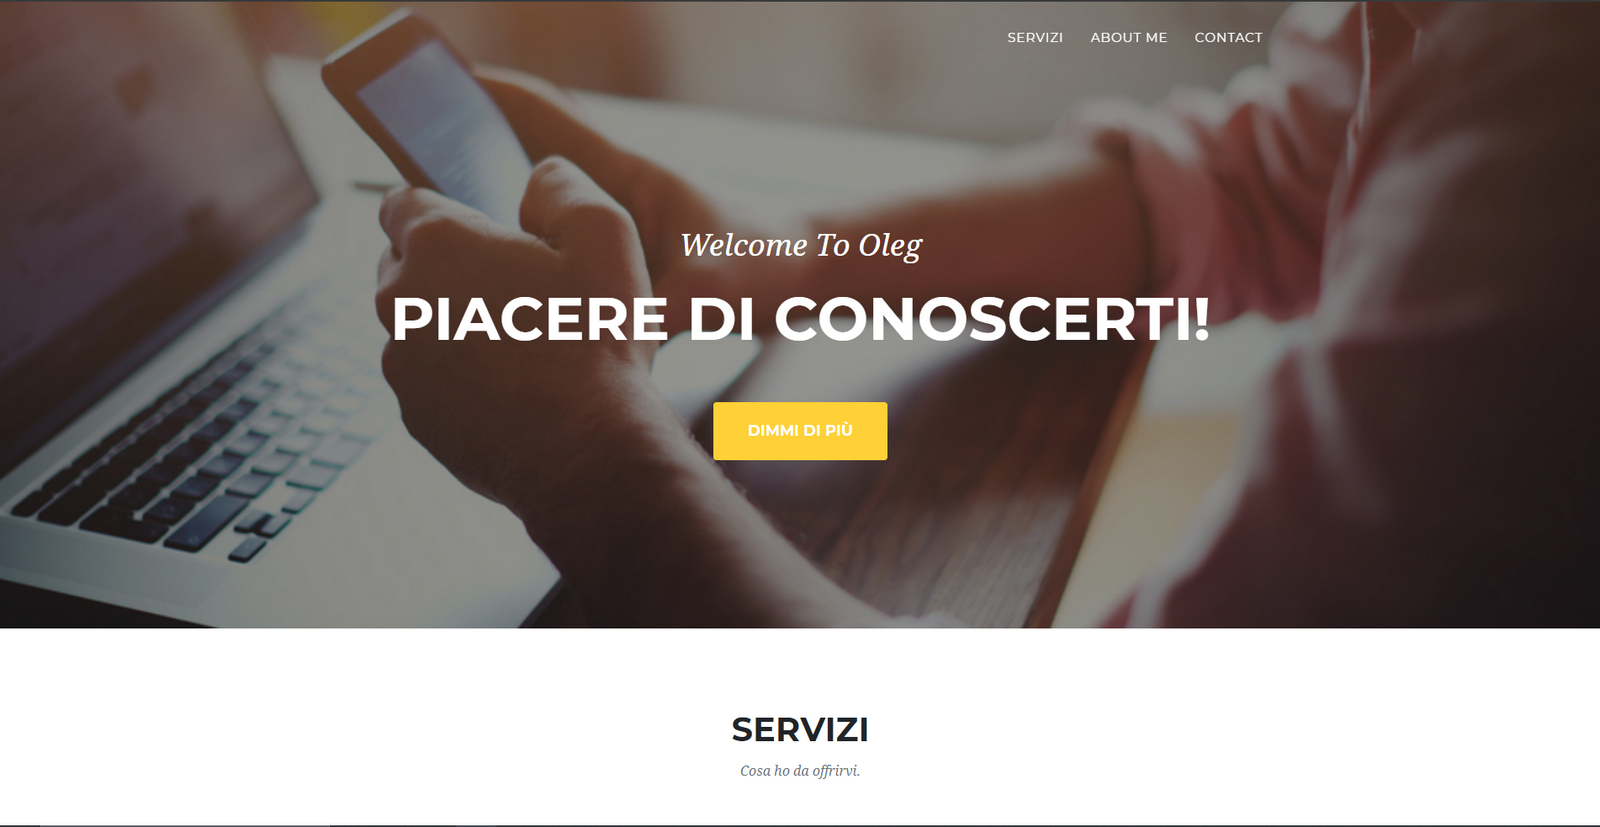 SERVIZI ABOUT ME CONTACT
Welcome To Oleg
PIACERE DI CONOSCERTI!
DIMMI DI PIÙ
SERVIZI
Cosa ho da offrirvi.